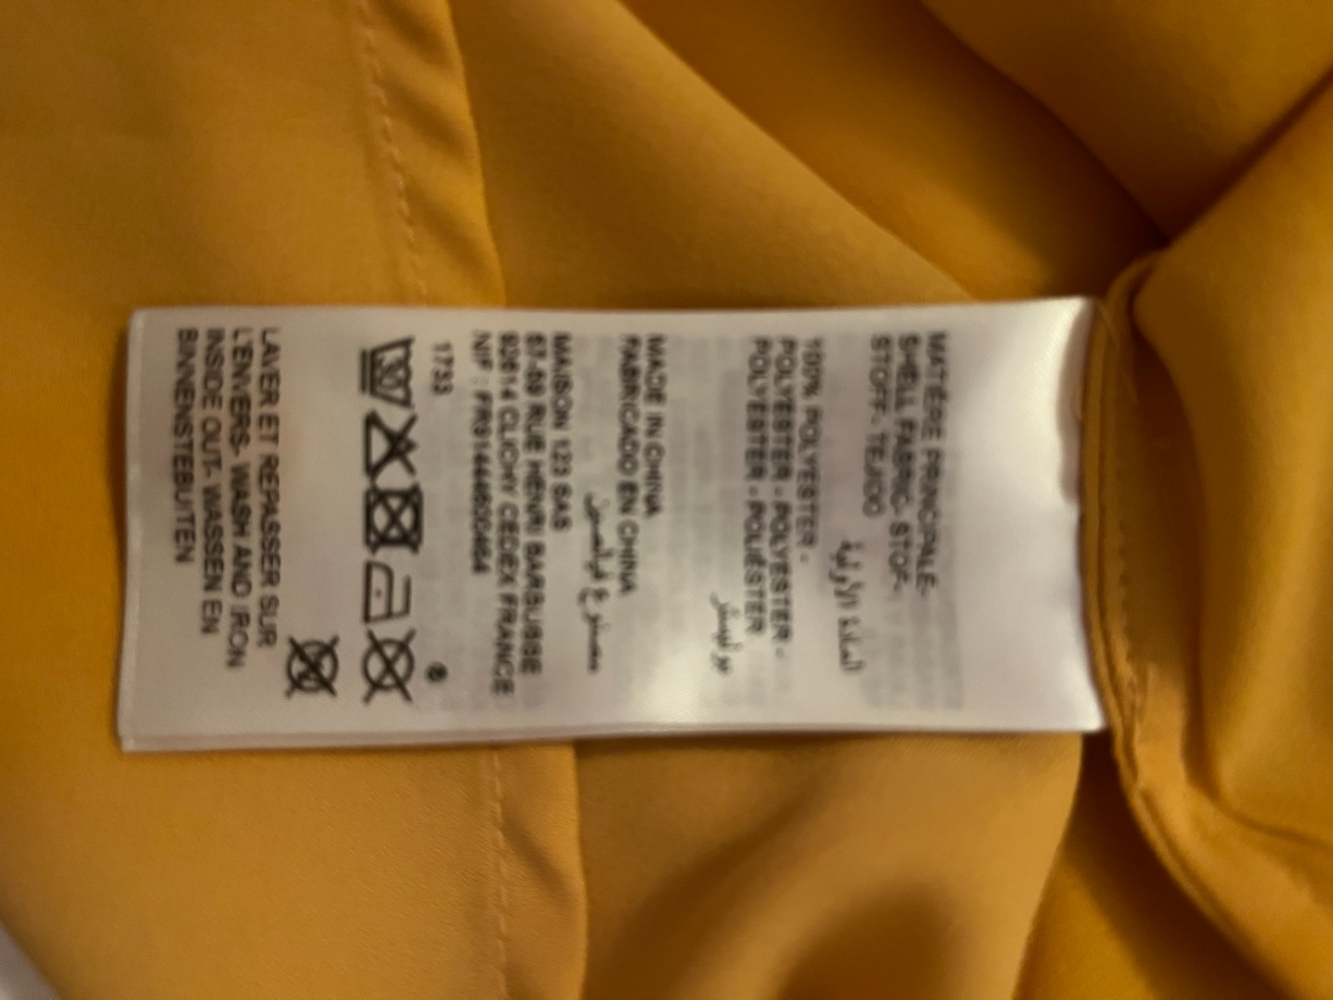 MATIÈRE PRINCIPALE-
SHELL FABRIC- STOF-
STOFF- TEJIDO
المادة الأولية
100% POLYESTER -
POLYESTER - POLYESTER -
POLYESTER - POLIÉSTER
بوليستر
MADE IN CHINA
FABRICADO EN CHINA
مصنوع في الصين
MAISON 123 SAS
57-69 RUE HENRI BARBUSSE
92614 CLICHY CEDEX FRANCE
NIF : FR91444600464
1733
LAVER ET REPASSER SUR
L'ENVERS- WASH AND IRON
INSIDE OUT- WASSEN EN
BINNENSTEBUITEN